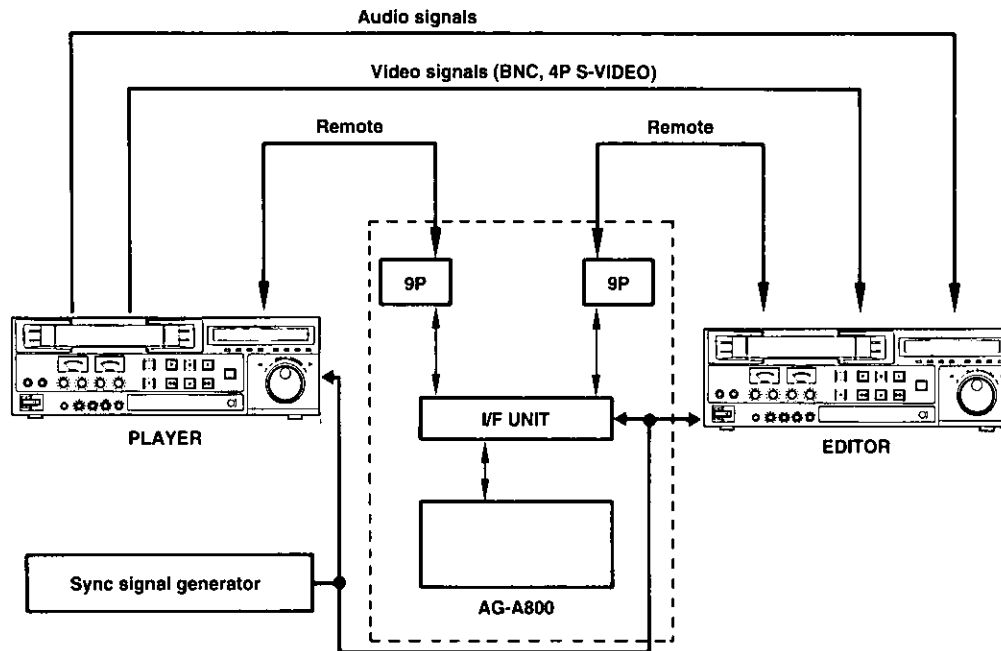 Audio signals
Video signals (BNC, 4P S-VIDEO)
Remote
Remote
9P
9P
I/F UNIT
PLAYER
EDITOR
Sync signal generator
AG-A800